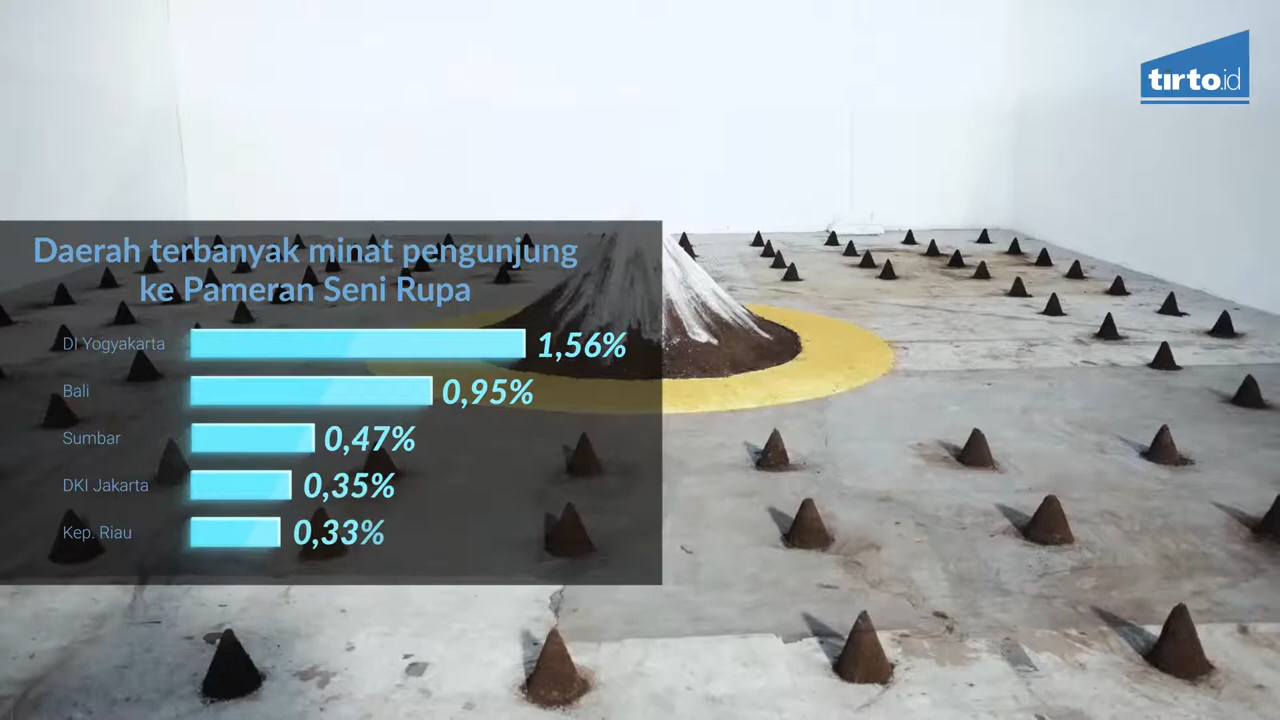 tirto.id
Daerah terbanyak minat pengunjung
ke Pameran Seni Rupa
DI Yogyakarta 1,56%
Bali 0,95%
Sumbar 0,47%
DKI Jakarta 0,35%
Kep. Riau 0,33%